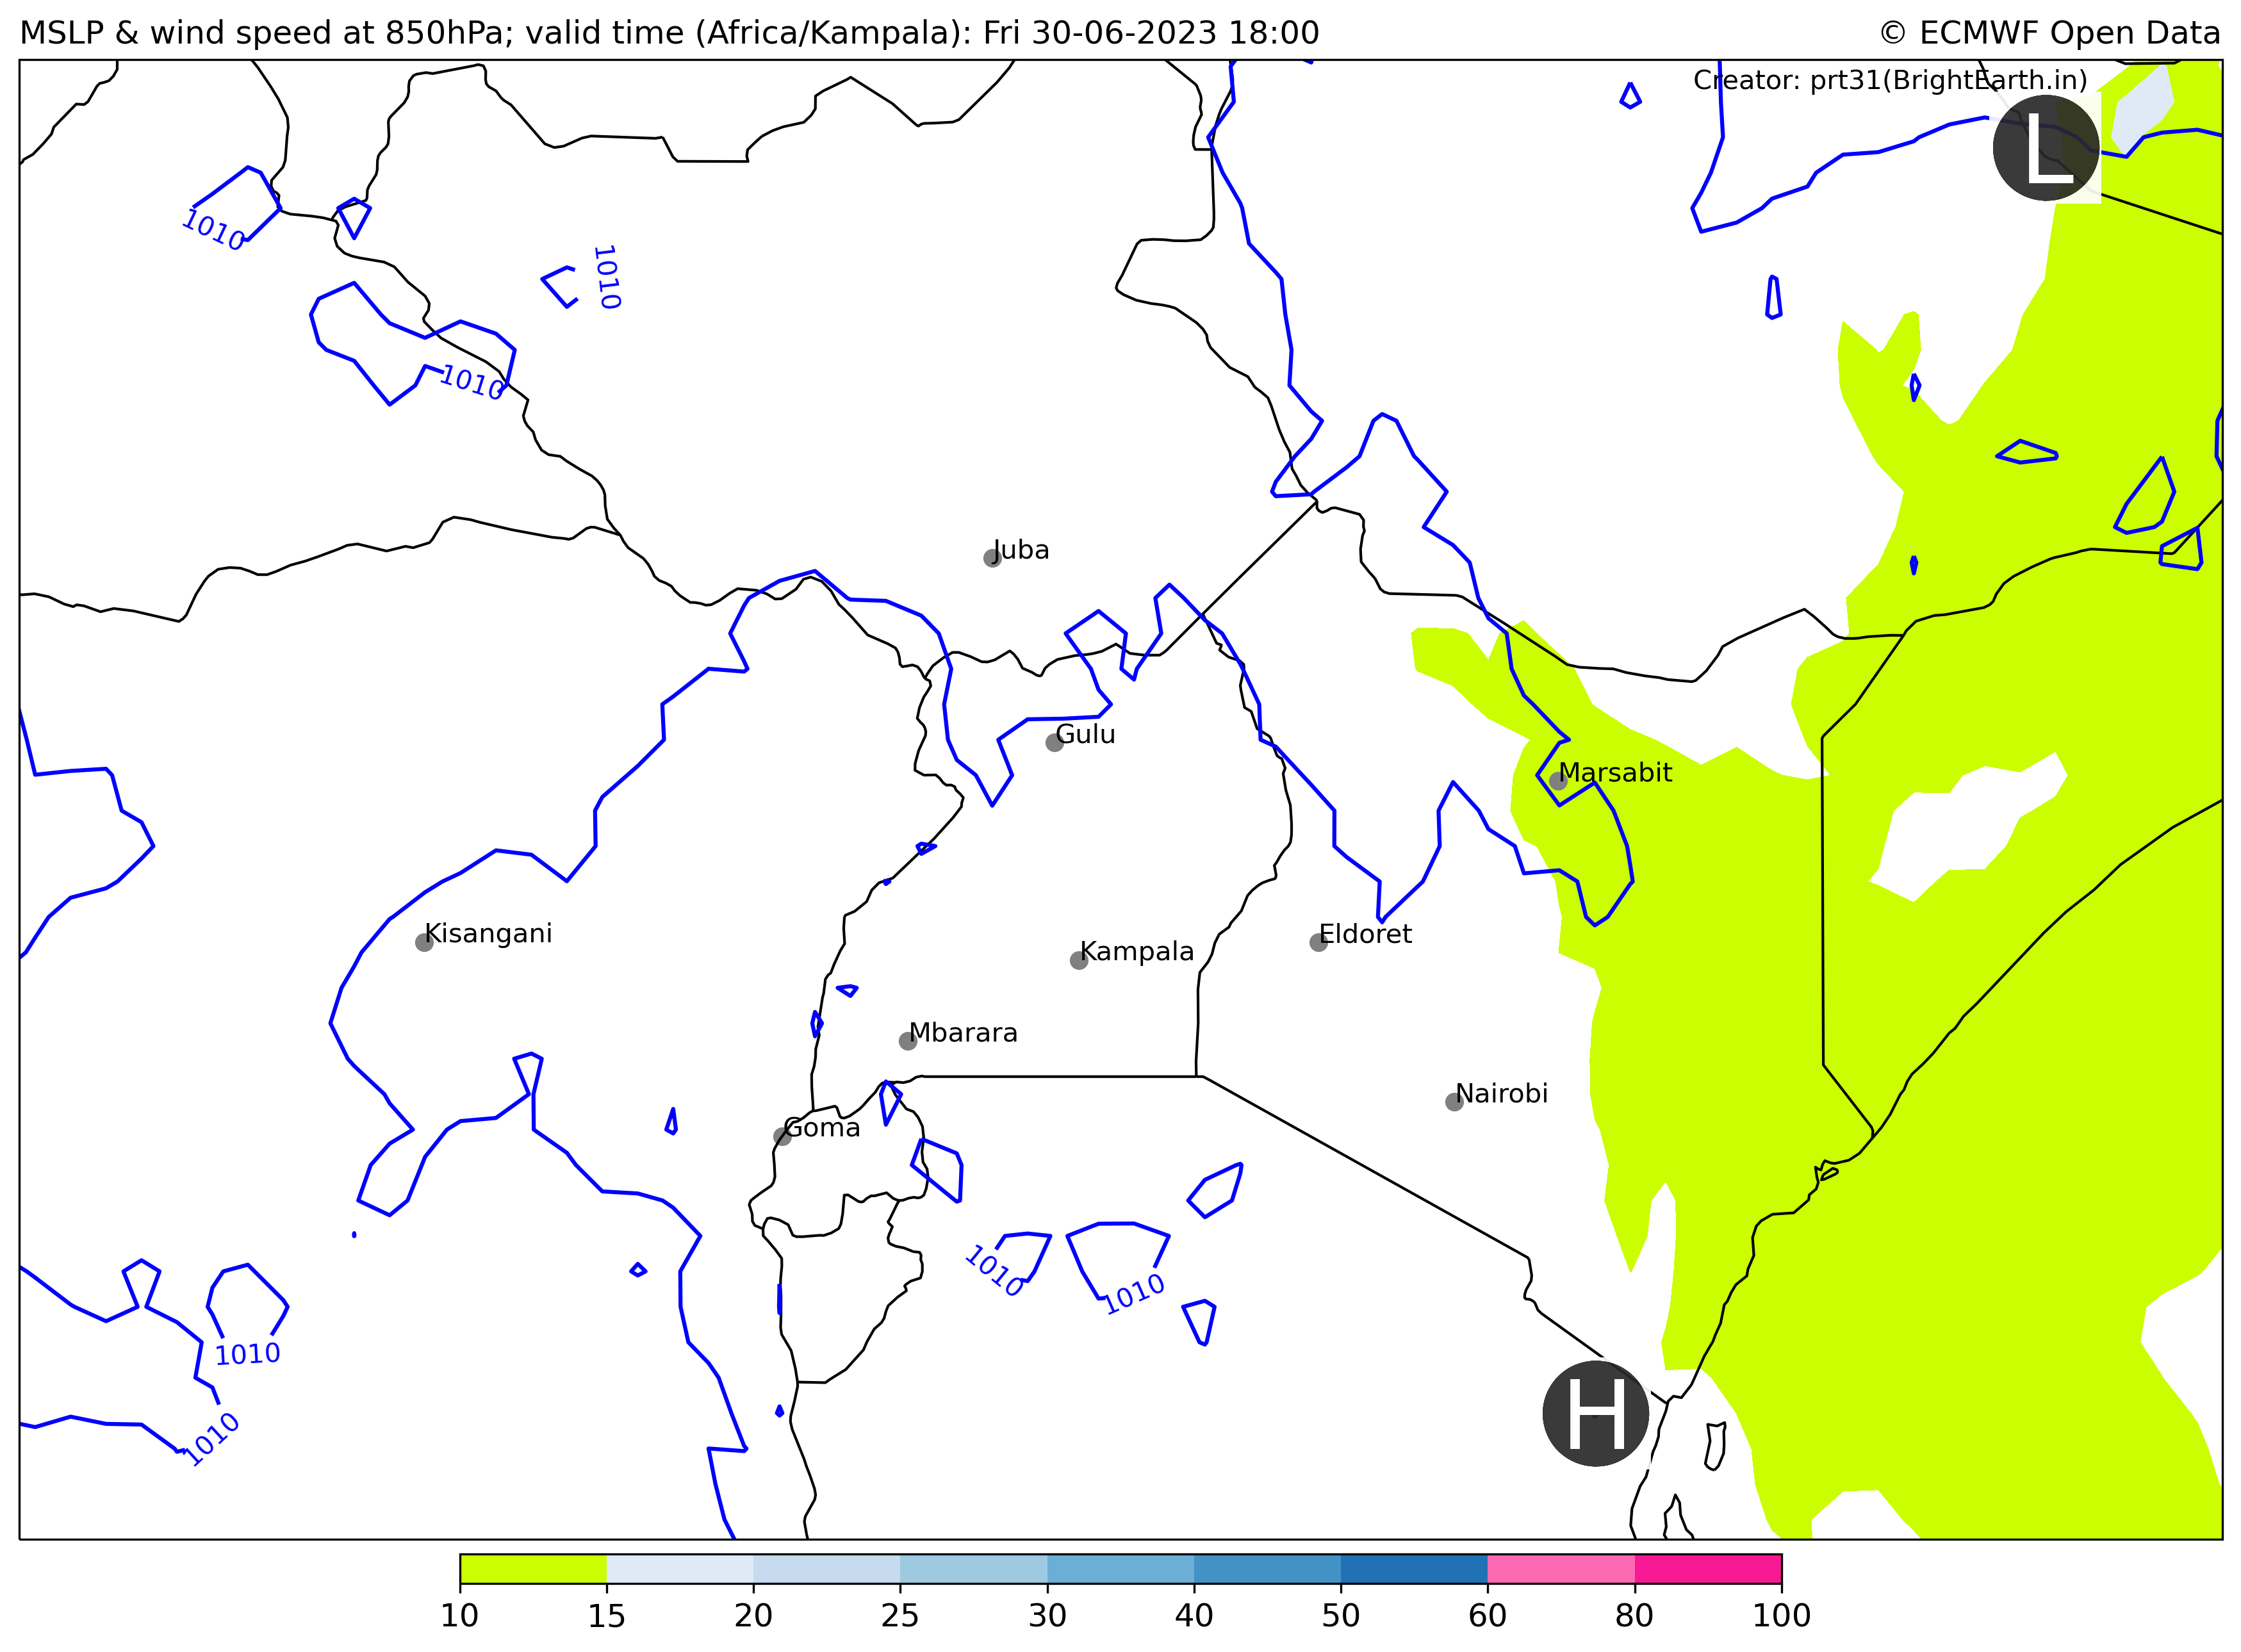 MSLP & wind speed at 850hPa; valid time (Africa/Kampala): Fri 30-06-2023 18:00
© ECMWF Open Data
Creator: prt31(BrightEarth.in)
L
1010
1010
1010
Juba
Gulu
Marsabit
Kisangani
Eldoret
Kampala
Mbarara
Nairobi
Goma
1010
1010
1010
1010
H
10 15 20 25 30 40 50 60 80 100